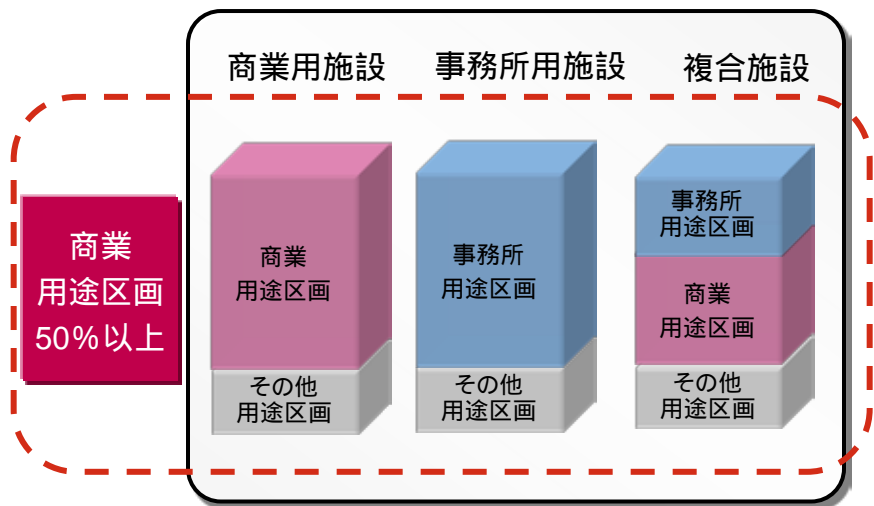 商業用施設
事務所用施設
複合施設
商業
用途区画
50％以上
商業
用途区画
その他
用途区画
事務所
用途区画
その他
用途区画
事務所
用途区画
商業
用途区画
その他
用途区画